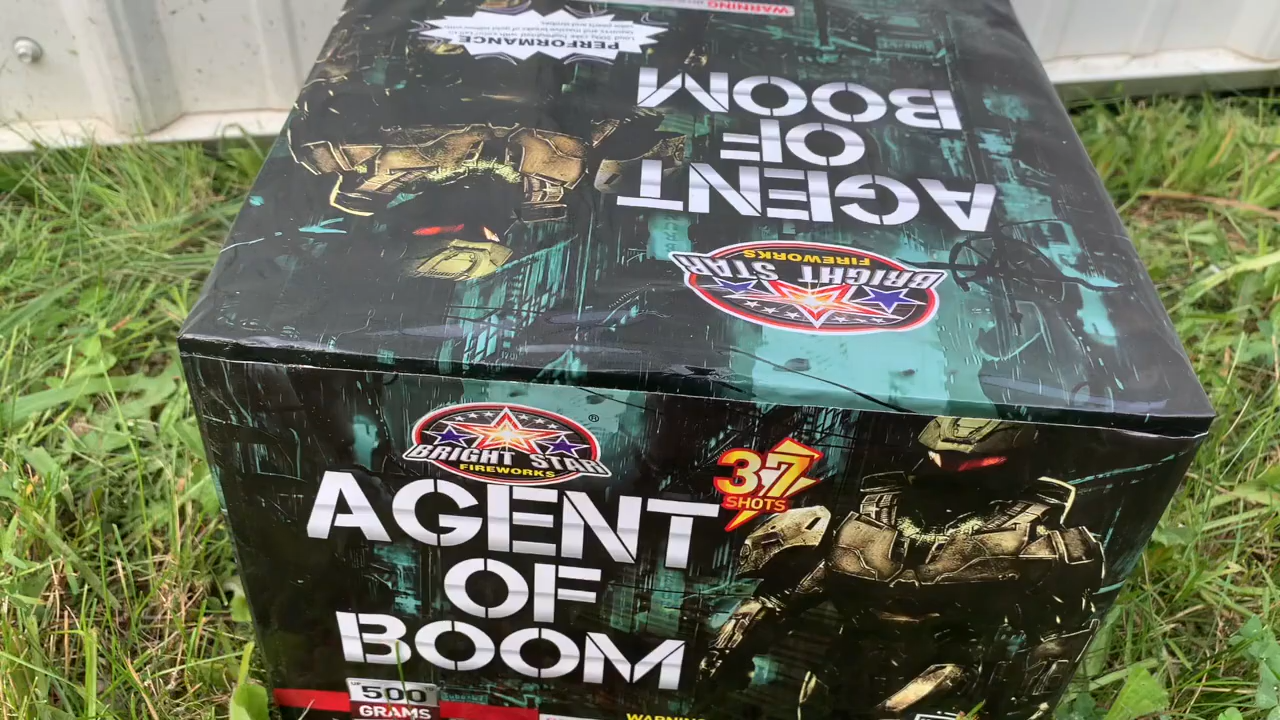 WARNING
PERFORMANCE
AGENT
OF
BOOM
BRIGHT STAR
FIREWORKS
BRIGHT STAR ®
FIREWORKS
37
SHOTS
AGENT
OF
BOOM
500
GRAMS
WARNING